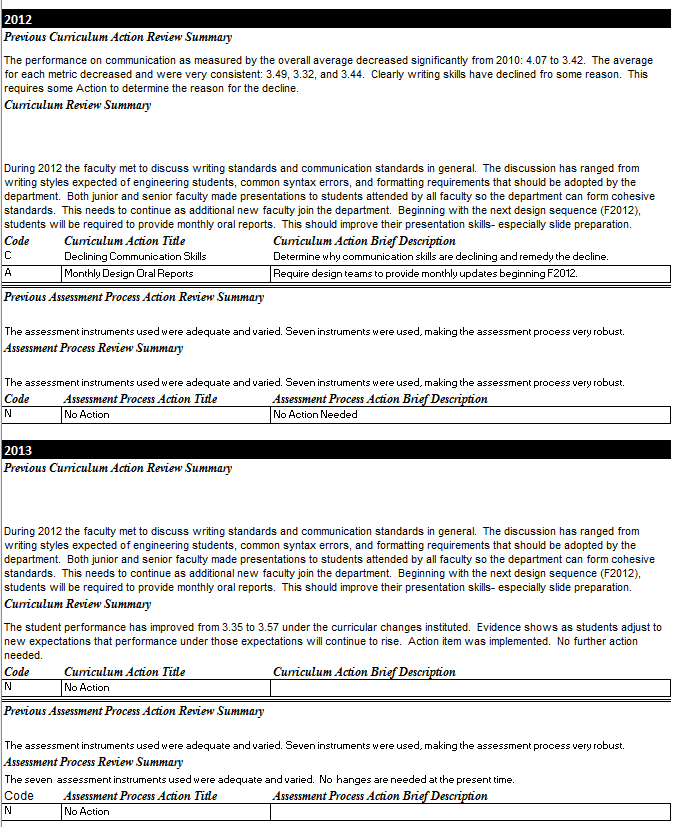 2012
Previous Curriculum Action Review Summary
The performance on communication as measured by the overall average decreased significantly from 2010: 4.07 to 3.42.  The average
for each metric decreased and were very consistent: 3.49, 3.32, and 3.44.  Clearly writing skills have declined fro some reason.  This
requires some Action to determine the reason for the decline.
Curriculum Review Summary
During 2012 the faculty met to discuss writing standards and communication standards in general.  The discussion has ranged from
writing styles expected of engineering students, common syntax errors, and formatting requirements that should be adopted by the
department.  Both junior and senior faculty made presentations to students attended by all faculty so the department can form cohesive
standards.  This needs to continue as additional new faculty join the department.  Beginning with the next design sequence (F2012),
students will be required to provide monthly oral reports.  This should improve their presentation skills- especially slide preparation.
Code Curriculum Action Title Curriculum Action Brief Description
C Declining Communication Skills Determine why communication skills are declining and remedy the decline.
A Monthly Design Oral Reports Require design teams to provide monthly updates beginning F2012.
Previous Assessment Process Action Review Summary
The assessment instruments used were adequate and varied. Seven instruments were used, making the assessment process very robust.
Assessment Process Review Summary
The assessment instruments used were adequate and varied. Seven instruments were used, making the assessment process very robust.
Code Assessment Process Action Title Assessment Process Action Brief Description
N No Action No Action Needed
2013
Previous Curriculum Action Review Summary
During 2012 the faculty met to discuss writing standards and communication standards in general.  The discussion has ranged from
writing styles expected of engineering students, common syntax errors, and formatting requirements that should be adopted by the
department.  Both junior and senior faculty made presentations to students attended by all faculty so the department can form cohesive
standards.  This needs to continue as additional new faculty join the department.  Beginning with the next design sequence (F2012),
students will be required to provide monthly oral reports.  This should improve their presentation skills- especially slide preparation.
Curriculum Review Summary
The student performance has improved from 3.35 to 3.57 under the curricular changes instituted.  Evidence shows as students adjust to
new expectations that performance under those expectations will continue to rise.  Action item was implemented.  No further action
needed.
Code Curriculum Action Title Curriculum Action Brief Description
N No Action
Previous Assessment Process Action Review Summary
The assessment instruments used were adequate and varied. Seven instruments were used, making the assessment process very robust.
Assessment Process Review Summary
The seven  assessment instruments used were adequate and varied.  No  hanges are needed at the present time.
Code Assessment Process Action Title Assessment Process Action Brief Description
N No Action